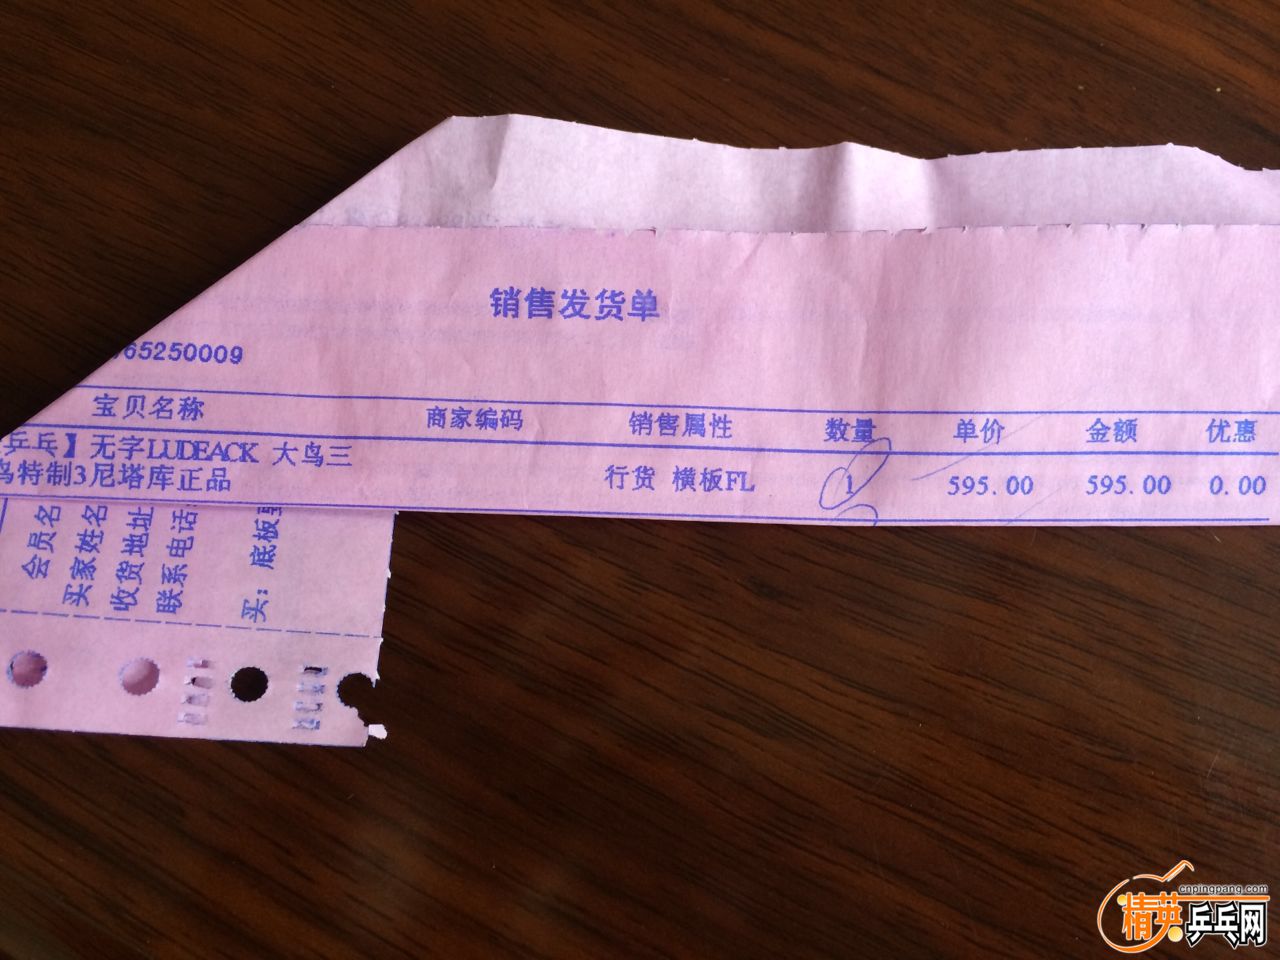 销售发货单
65250009
宝贝名称 商家编码 销售属性 数量 单价 金额 优惠
乒乓】无字LUDEACK 大鸟三
鸟特制3尼塔库正品 行货 横板FL 1 595.00 595.00 0.00
会员名
买家姓名
收货地址
联系电话
买：底板
cnpingpang.com
精英乒乓网